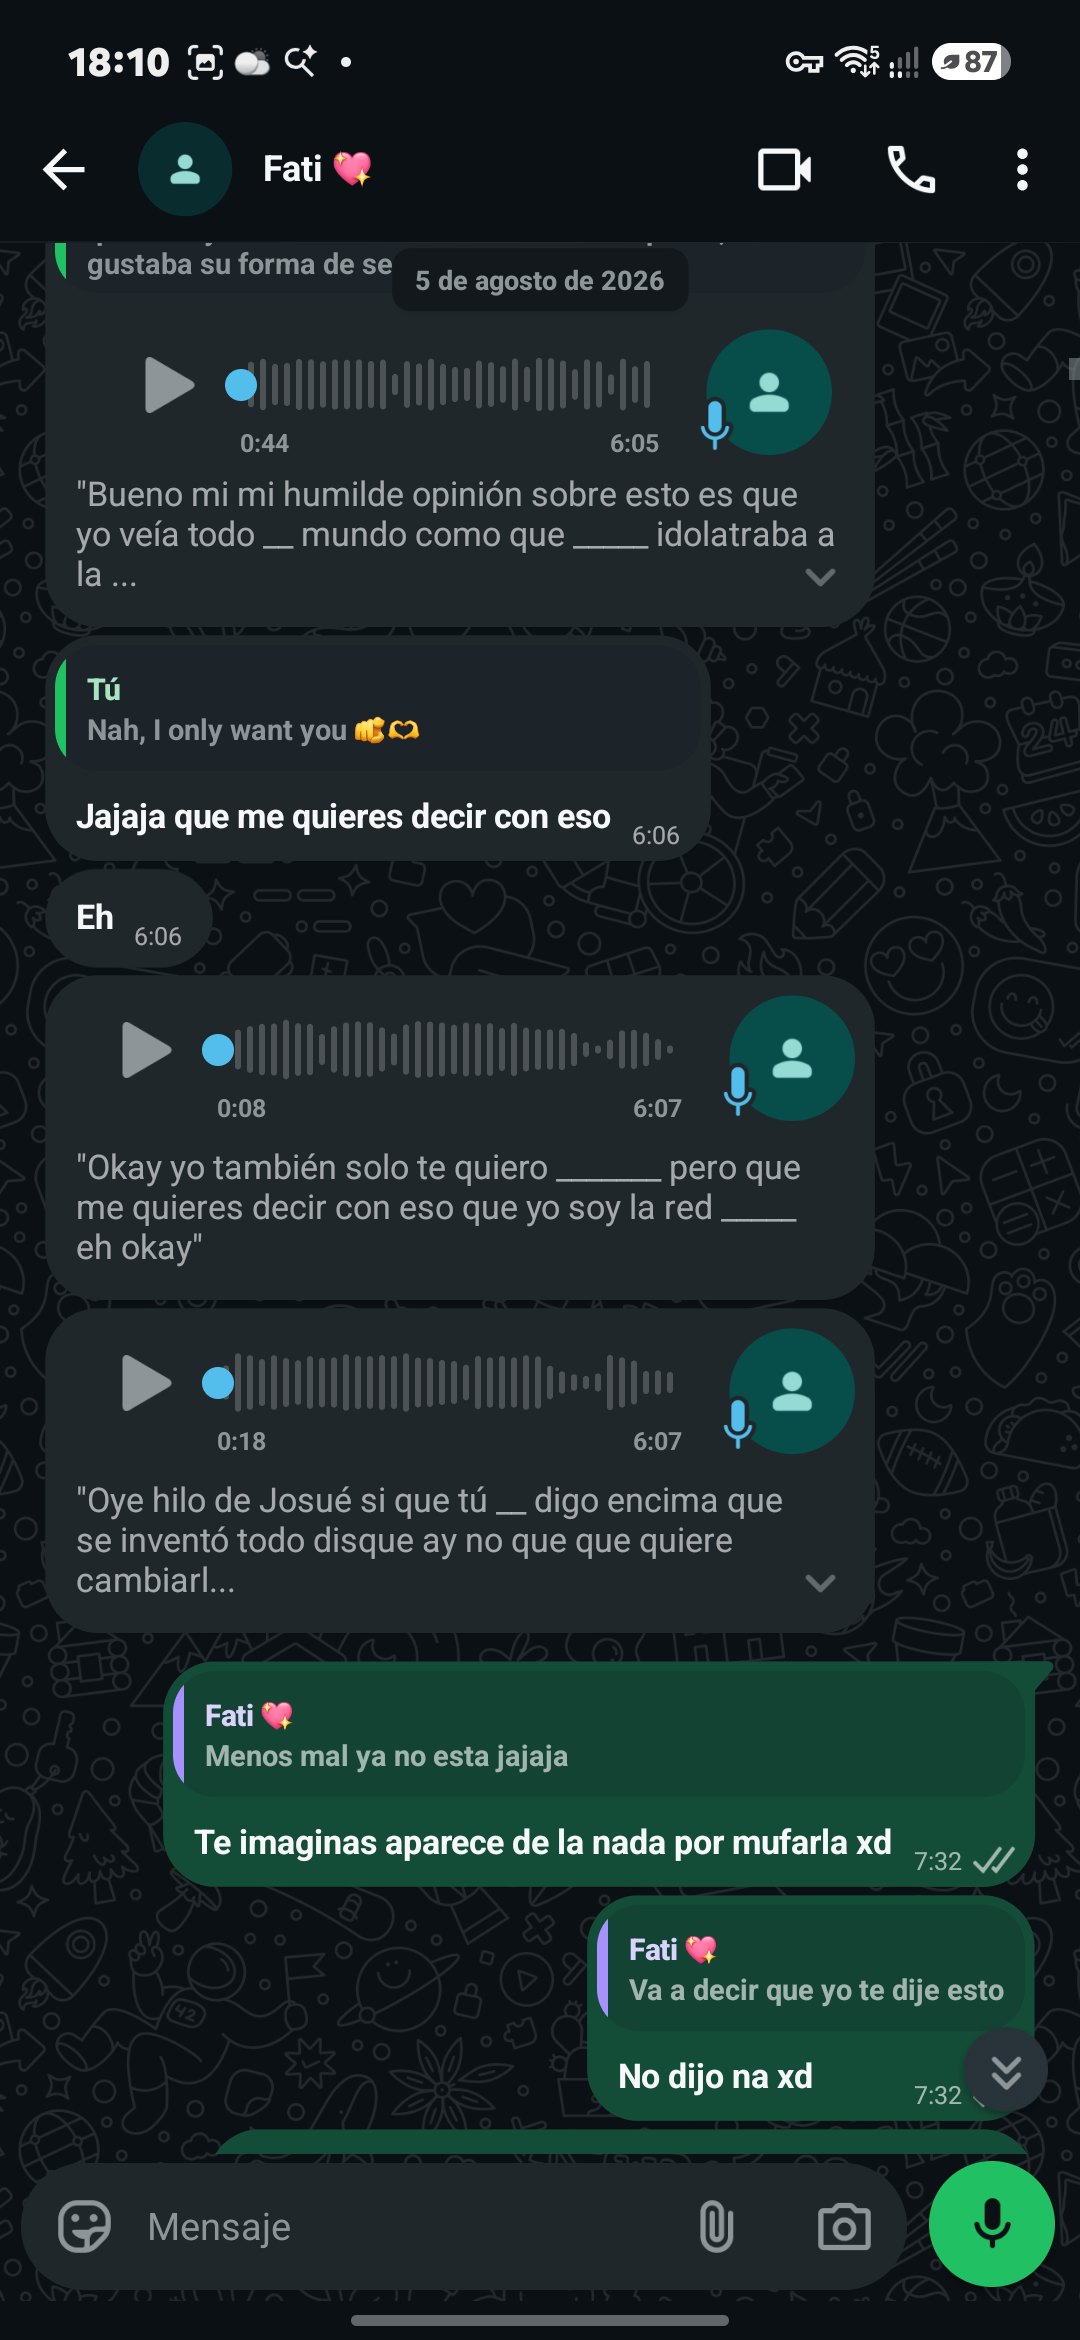 18:10
5
87
Fati 💖
gustaba su forma de se
5 de agosto de 2026
0:44
6:05
"Bueno mi mi humilde opinión sobre esto es que
yo veía todo __ mundo como que _____ idolatraba a
la ...
Tú
Nah, I only want you 🫵🫶
Jajaja que me quieres decir con eso
6:06
Eh
6:06
0:08
6:07
"Okay yo también solo te quiero _______ pero que
me quieres decir con eso que yo soy la red _____
eh okay"
0:18
6:07
"Oye hilo de Josué si que tú __ digo encima que
se inventó todo disque ay no que que quiere
cambiarl...
Fati 💖
Menos mal ya no esta jajaja
Te imaginas aparece de la nada por mufarla xd
7:32
Fati 💖
Va a decir que yo te dije esto
No dijo na xd
7:32
Mensaje